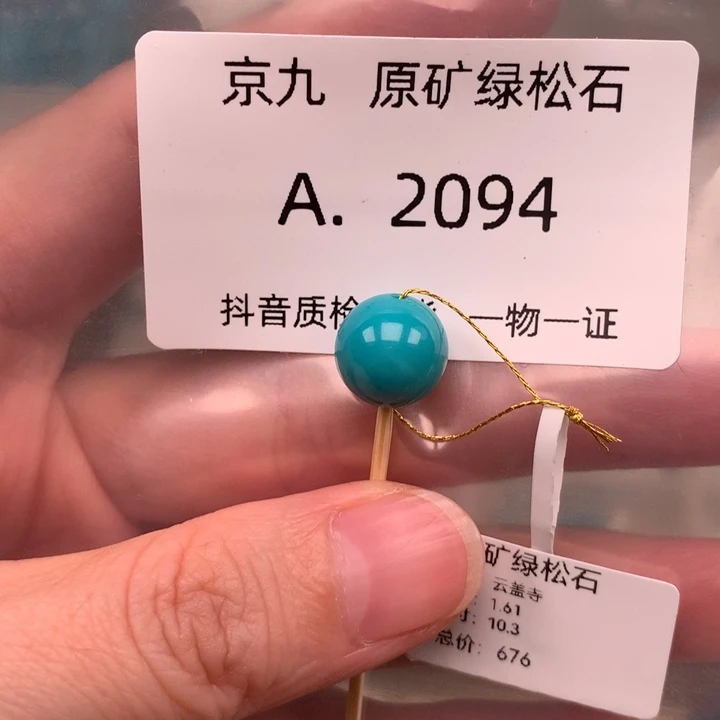 京九 原矿绿松石
A. 2094
抖音质检 一物一证
矿绿松石
云盖寺
: 1.61
寸: 10.3
总价: 676